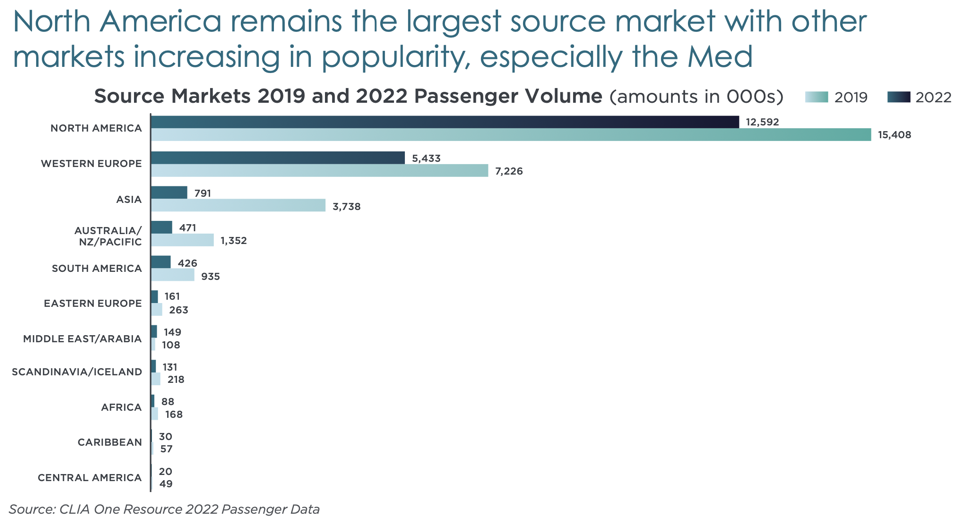 North America remains the largest source market with other
markets increasing in popularity, especially the Med
Source Markets 2019 and 2022 Passenger Volume (amounts in 000s) 2019 2022
NORTH AMERICA 12,592
15,408
WESTERN EUROPE 5,433
7,226
ASIA 791
3,738
AUSTRALIA/
NZ/PACIFIC 471
1,352
SOUTH AMERICA 426
935
EASTERN EUROPE 161
263
MIDDLE EAST/ARABIA 149
108
SCANDINAVIA/ICELAND 131
218
AFRICA 88
168
CARIBBEAN 30
57
CENTRAL AMERICA 20
49
Source: CLIA One Resource 2022 Passenger Data